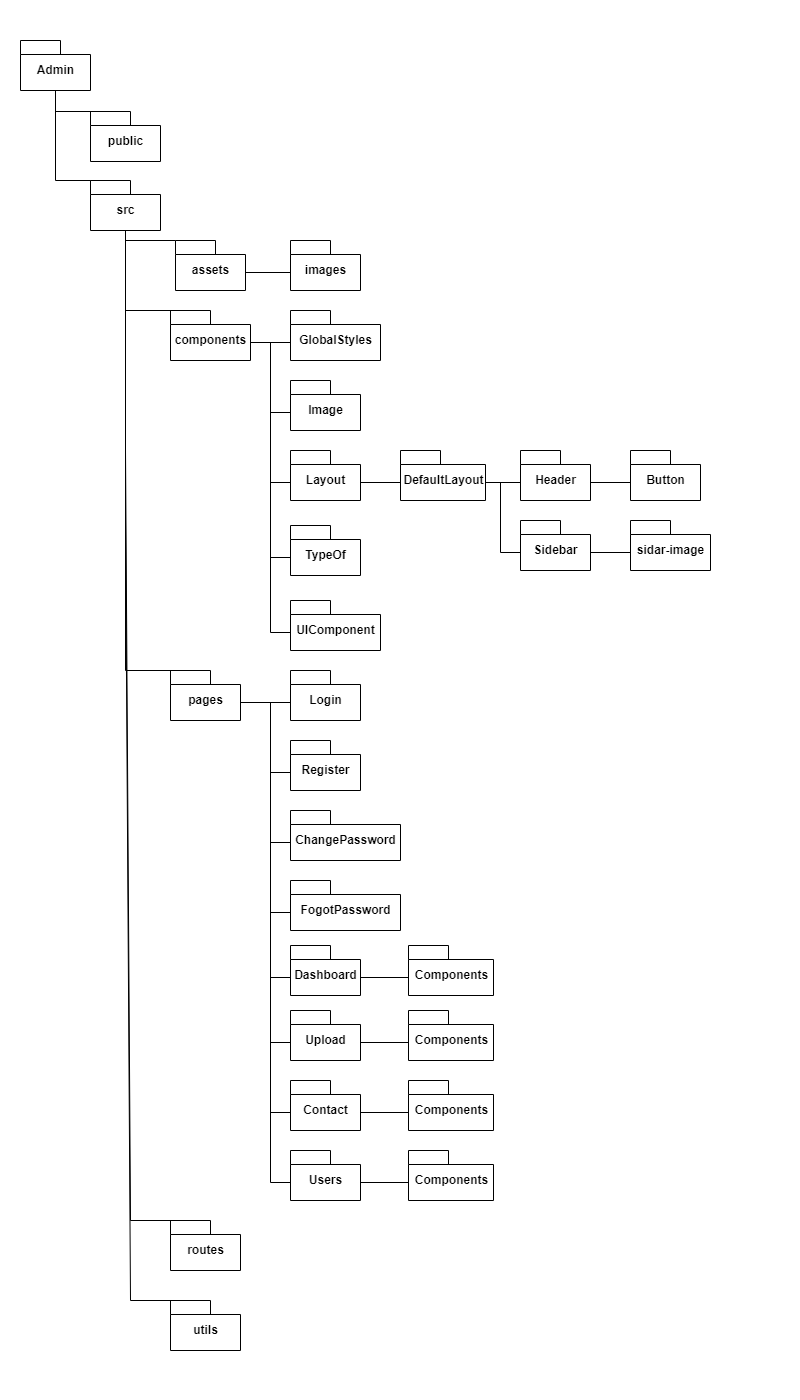 Admin
public
src
assets
images
components
GlobalStyles
Image
Layout
DefaultLayout
Header
Button
Sidebar
sidar-image
TypeOf
UIComponent
pages
Login
Register
ChangePassword
FogotPassword
Dashboard
Components
Upload
Components
Contact
Components
Users
Components
routes
utils